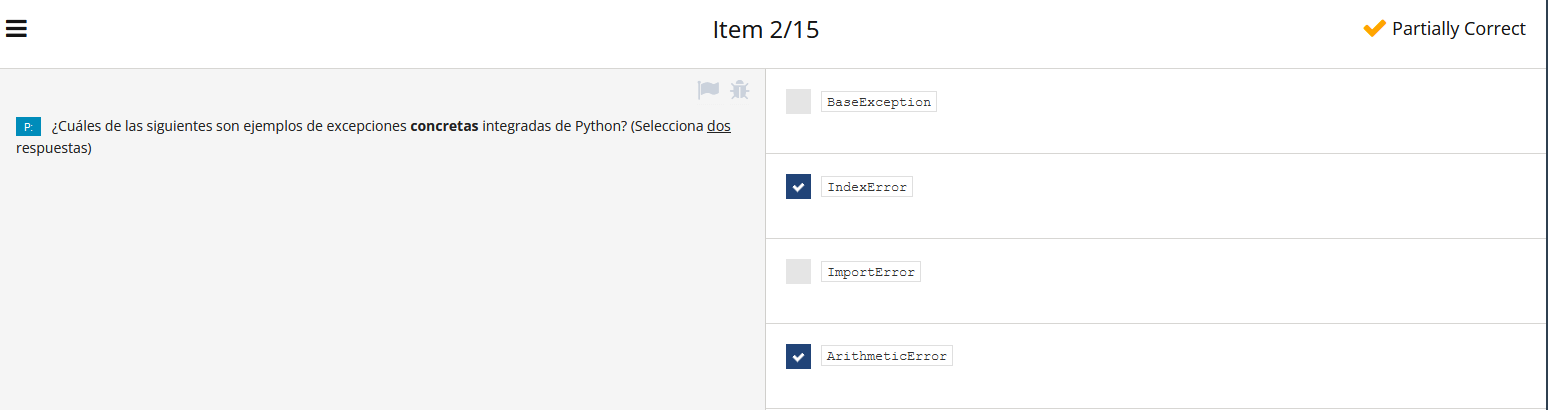 Item 2/15
Partially Correct
P: ¿Cuáles de las siguientes son ejemplos de excepciones concretas integradas de Python? (Selecciona dos
respuestas)
BaseException
IndexError
ImportError
ArithmeticError